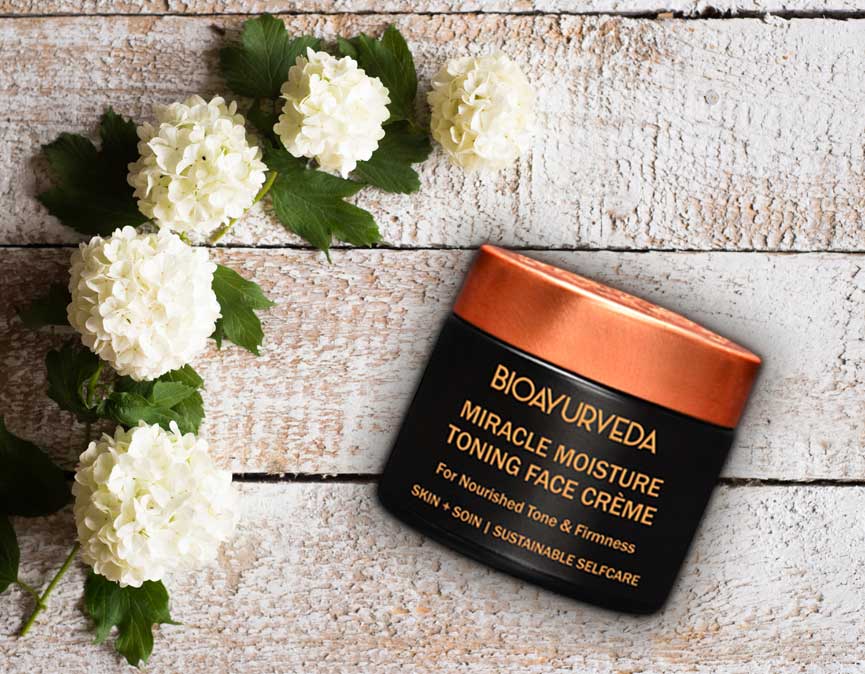 BIOAYURVEDA
MIRACLE MOISTURE
TONING FACE CRÈME
For Nourished Tone & Firmness
SKIN + SOIN | SUSTAINABLE SELFCARE